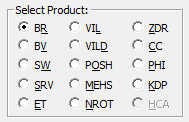 Select Product:
BR VIL ZDR
BV VILD CC
SW POSH PHI
SRV MEHS KDP
ET NROT HCA